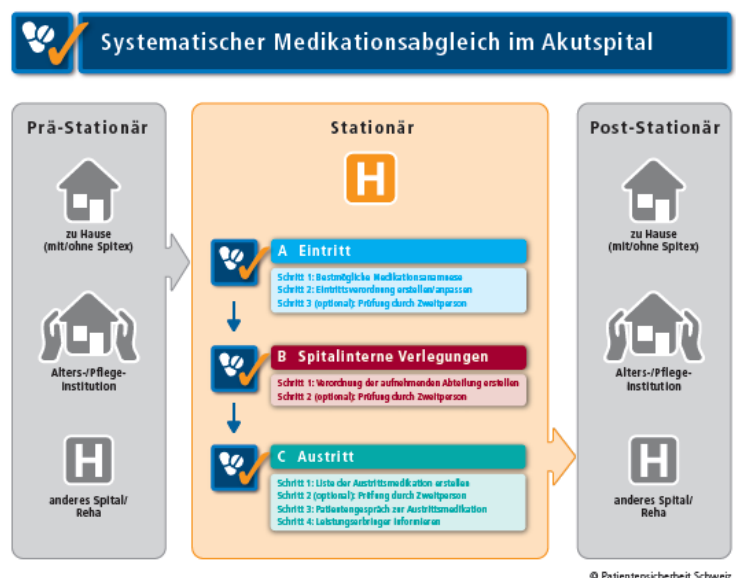 Systematischer Medikationsabgleich im Akutspital
Prä-Stationär
zu Hause
(mit/ohne Spitex)
Alters-/Pflege-
Institution
H
anderes Spital/
Reha
Stationär
H
A Eintritt
Schritt 1: Bestmögliche Medikationsanamnese
Schritt 2: Eintrittsverordnung erstellen/anpassen
Schritt 3 (optional): Prüfung durch Zweitperson
B Spitalinterne Verlegungen
Schritt 1: Verordnung der aufnehmenden Abteilung erstellen
Schritt 2 (optional): Prüfung durch Zweitperson
C Austritt
Schritt 1: Liste der Austrittsmedikation erstellen
Schritt 2 (optional): Prüfung durch Zweitperson
Schritt 3: Patientengespräch zur Austrittsmedikation
Schritt 4: Leistungserbringer informieren
Post-Stationär
zu Hause
(mit/ohne Spitex)
Alters-/Pflege-
Institution
H
anderes Spital/
Reha
© Patientensicherheit Schweiz